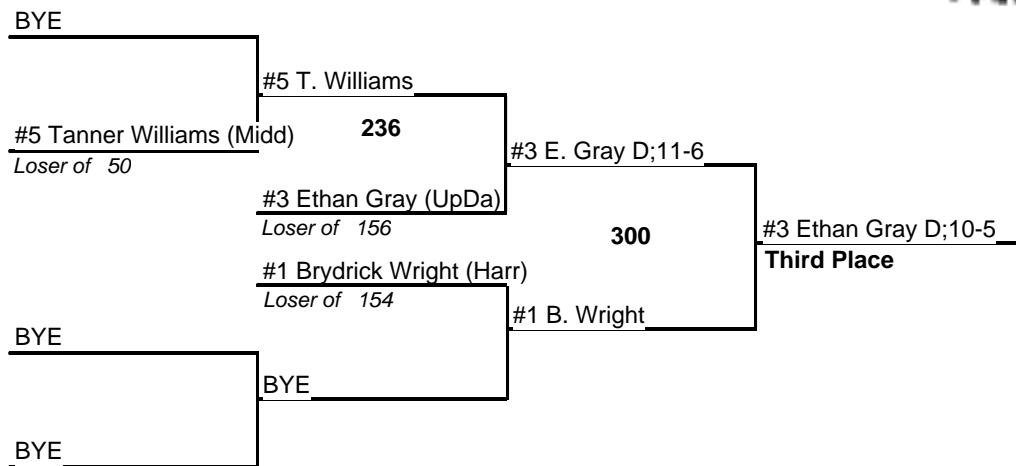 BYE
#5 T. Williams
#5 Tanner Williams (Midd)
236
Loser of 50
#3 E. Gray D;11-6
#3 Ethan Gray (UpDa)
Loser of 156
300
#3 Ethan Gray D;10-5
Third Place
#1 Brydrick Wright (Harr)
Loser of 154
#1 B. Wright
BYE
BYE
BYE